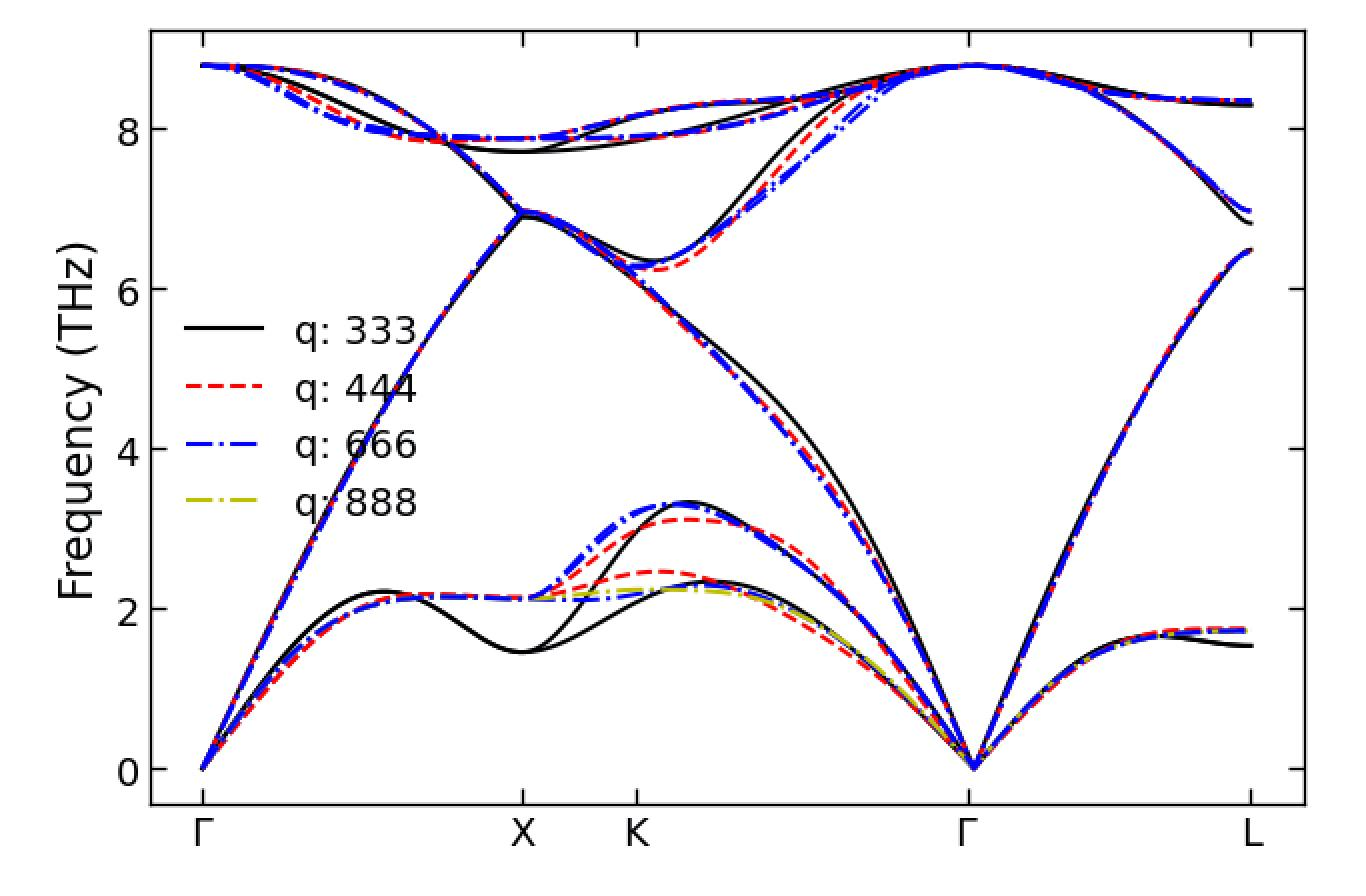 Frequency (THz)
8
6
4
2
0
q: 333
q: 444
q: 666
q: 888
Γ X K Γ L